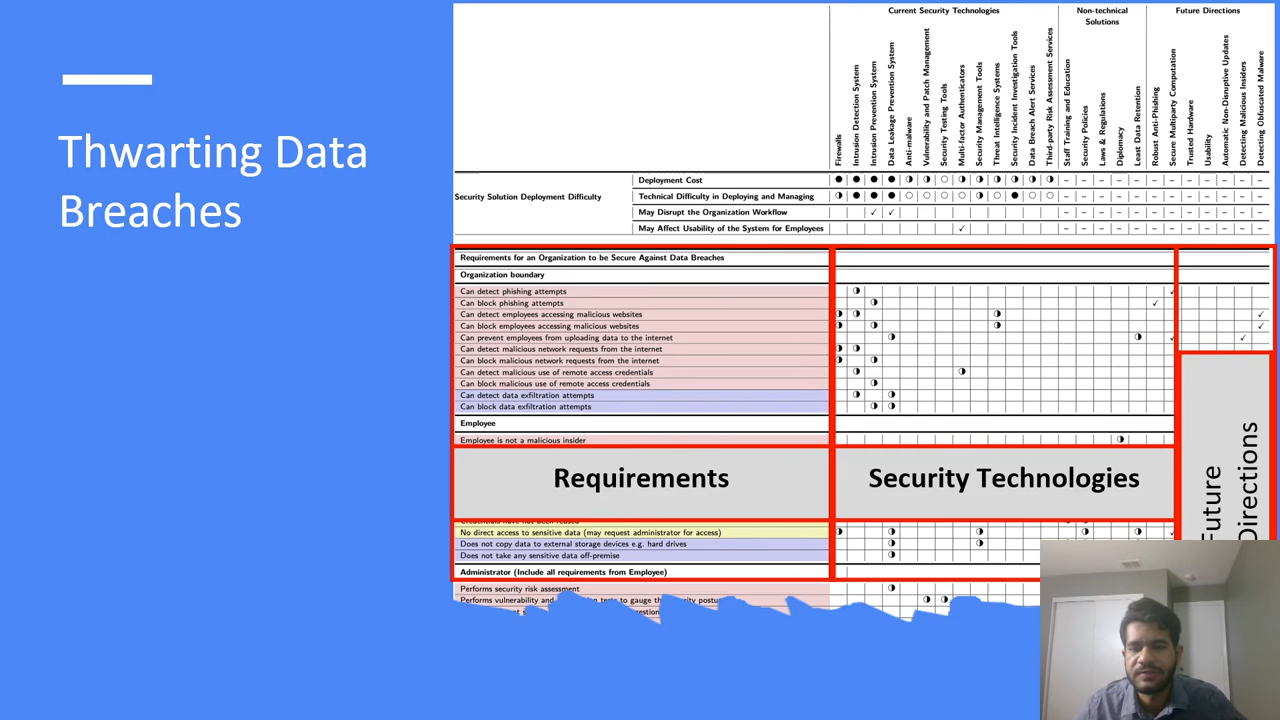 Thwarting Data
Breaches
Current Security Technologies
Non-technical
Solutions
Future Directions
Firewalls
Intrusion Detection System
Intrusion Prevention System
Data Leakage Prevention System
Anti-malware
Vulnerability and Patch Management
Security Testing Tools
Multi-factor Authenticators
Security Management Tools
Threat Intelligence Systems
Security Incident Investigation Tools
Data Breach Alert Services
Third-party Risk Assessment Services
Staff Training and Education
Security Policies
Laws & Regulations
Diplomacy
Least Data Retention
Robust Anti-Phishing
Secure Multiparty Computation
Trusted Hardware
Usability
Automatic Non-Disruptive Updates
Detecting Malicious Insiders
Detecting Obfuscated Malware
Security Solution Deployment Difficulty
Deployment Cost
Technical Difficulty in Deploying and Managing
May Disrupt the Organization Workflow
May Affect Usability of the System for Employees
Requirements for an Organization to be Secure Against Data Breaches
Organization boundary
Can detect phishing attempts
Can block phishing attempts
Can detect employees accessing malicious websites
Can block employees accessing malicious websites
Can prevent employees from uploading data to the internet
Can detect malicious network requests from the internet
Can block malicious network requests from the internet
Can detect malicious use of remote access credentials
Can block malicious use of remote access credentials
Can detect data exfiltration attempts
Can block data exfiltration attempts
Employee
Employee is not a malicious insider
Requirements
Security Technologies
Future
Directions
No direct access to sensitive data (may request administrator for access)
Does not copy data to external storage devices e.g. hard drives
Does not take any sensitive data off-premise
Administrator (Include all requirements from Employee)
Performs security risk assessment
Performs vulnerability and tests to gauge the